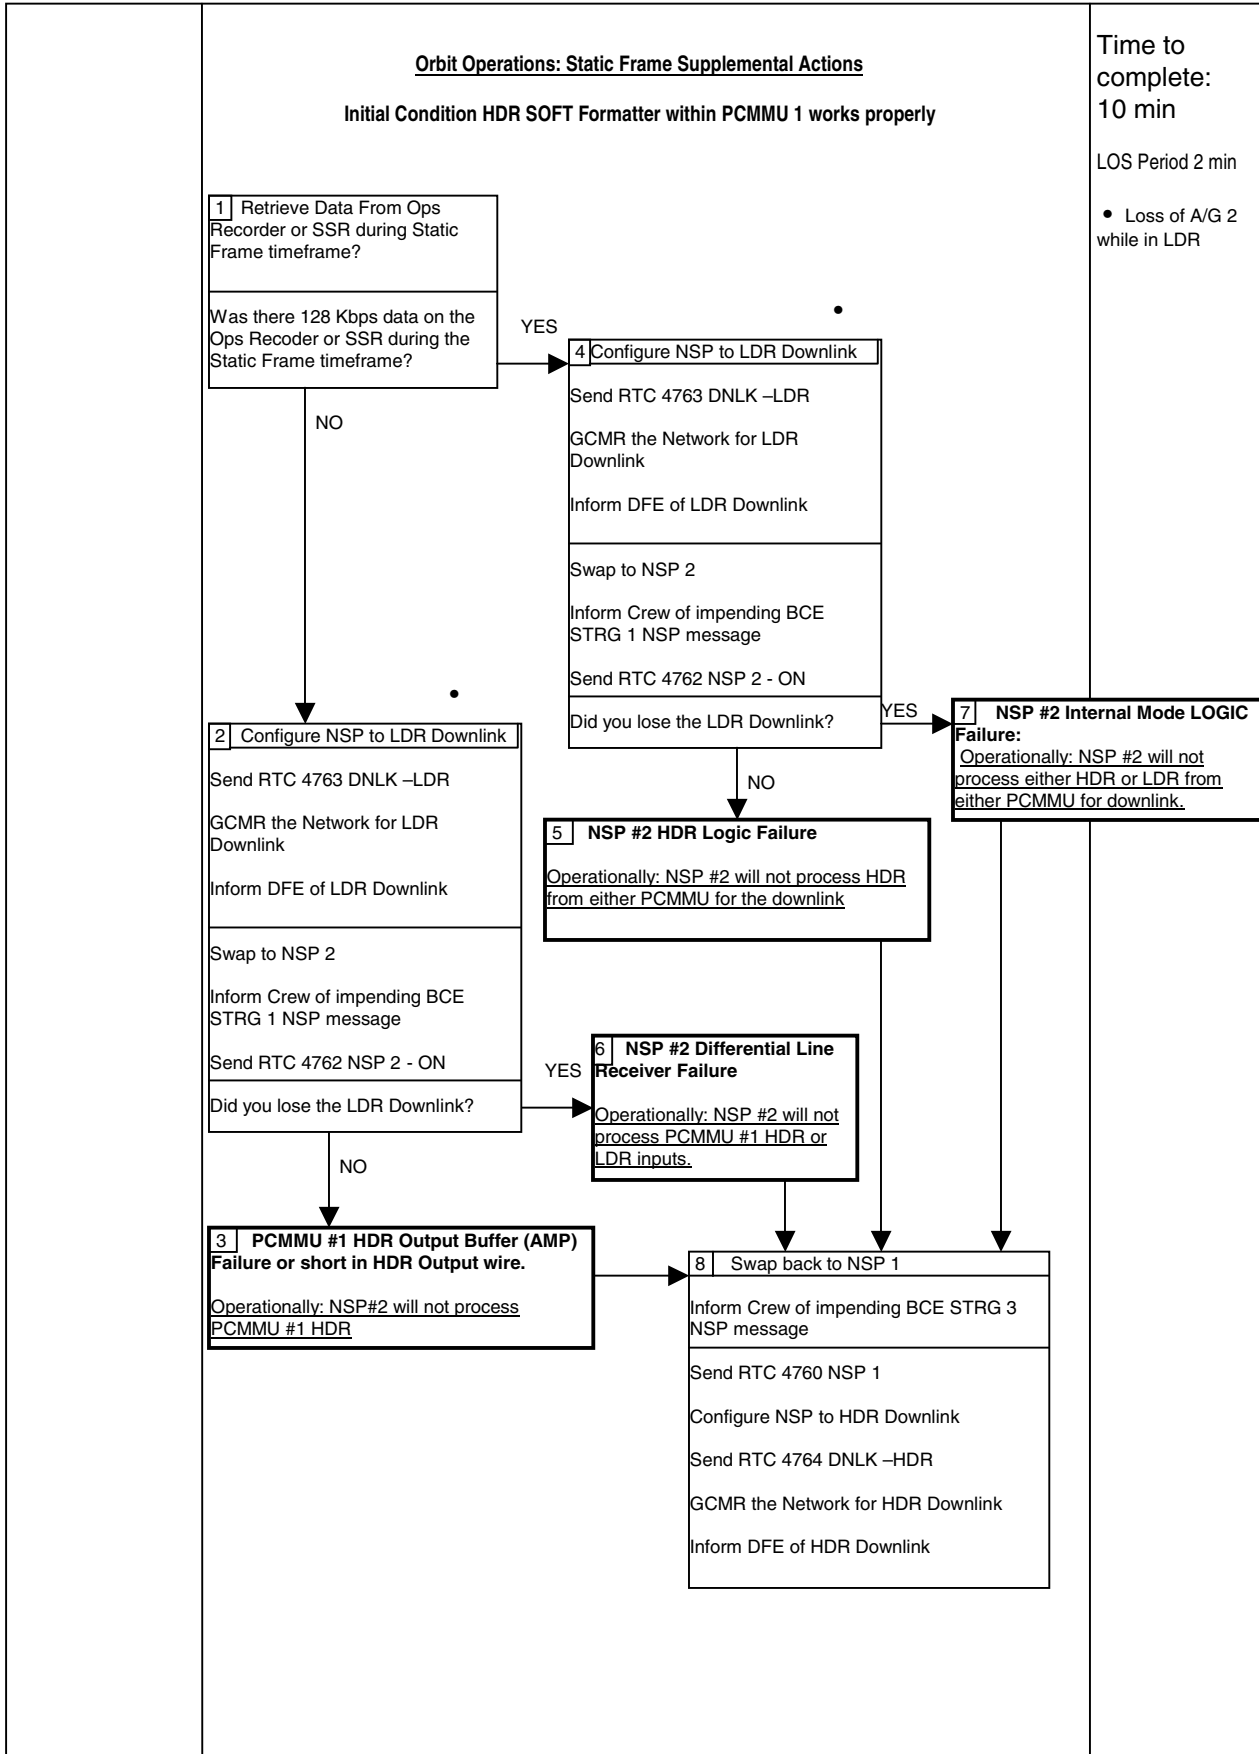 Orbit Operations: Static Frame Supplemental Actions
Initial Condition HDR SOFT Formatter within PCMMU 1 works properly
Time to
complete:
10 min
LOS Period 2 min
• Loss of A/G 2
while in LDR
1 Retrieve Data From Ops
Recorder or SSR during Static
Frame timeframe?
Was there 128 Kbps data on the
Ops Recoder or SSR during the
Static Frame timeframe?
YES
NO
•
4 Configure NSP to LDR Downlink
Send RTC 4763 DNLK –LDR
GCMR the Network for LDR
Downlink
Inform DFE of LDR Downlink
Swap to NSP 2
Inform Crew of impending BCE
STRG 1 NSP message
Send RTC 4762 NSP 2 - ON
Did you lose the LDR Downlink?
YES
NO
7 NSP #2 Internal Mode LOGIC
Failure:
Operationally: NSP #2 will not
process either HDR or LDR from
either PCMMU for downlink.
5 NSP #2 HDR Logic Failure
Operationally: NSP #2 will not process HDR
from either PCMMU for the downlink
•
2 Configure NSP to LDR Downlink
Send RTC 4763 DNLK –LDR
GCMR the Network for LDR
Downlink
Inform DFE of LDR Downlink
Swap to NSP 2
Inform Crew of impending BCE
STRG 1 NSP message
Send RTC 4762 NSP 2 - ON
Did you lose the LDR Downlink?
YES
NO
6 NSP #2 Differential Line
Receiver Failure
Operationally: NSP #2 will not
process PCMMU #1 HDR or
LDR inputs.
3 PCMMU #1 HDR Output Buffer (AMP)
Failure or short in HDR Output wire.
Operationally: NSP#2 will not process
PCMMU #1 HDR
8 Swap back to NSP 1
Inform Crew of impending BCE STRG 3
NSP message
Send RTC 4760 NSP 1
Configure NSP to HDR Downlink
Send RTC 4764 DNLK –HDR
GCMR the Network for HDR Downlink
Inform DFE of HDR Downlink